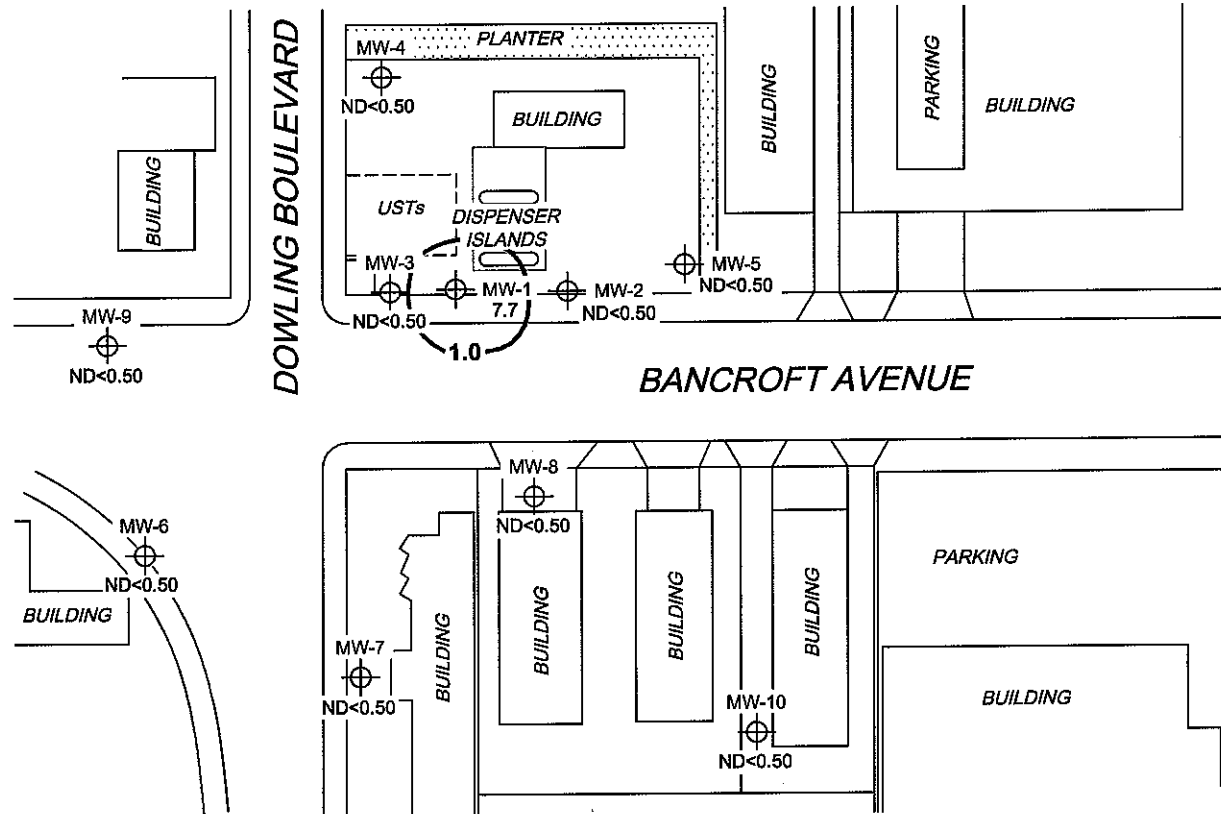 DOWLING BOULEVARD
MW-4
ND<0.50
PLANTER
BUILDING
BUILDING
PARKING
BUILDING
BUILDING
USTs
DISPENSER
ISLANDS
MW-3
ND<0.50
MW-1
7.7
MW-2
ND<0.50
MW-5
ND<0.50
1.0
MW-9
ND<0.50
BANCROFT AVENUE
MW-6
ND<0.50
BUILDING
MW-8
ND<0.50
MW-7
ND<0.50
BUILDING
BUILDING
BUILDING
BUILDING
MW-10
ND<0.50
PARKING
BUILDING